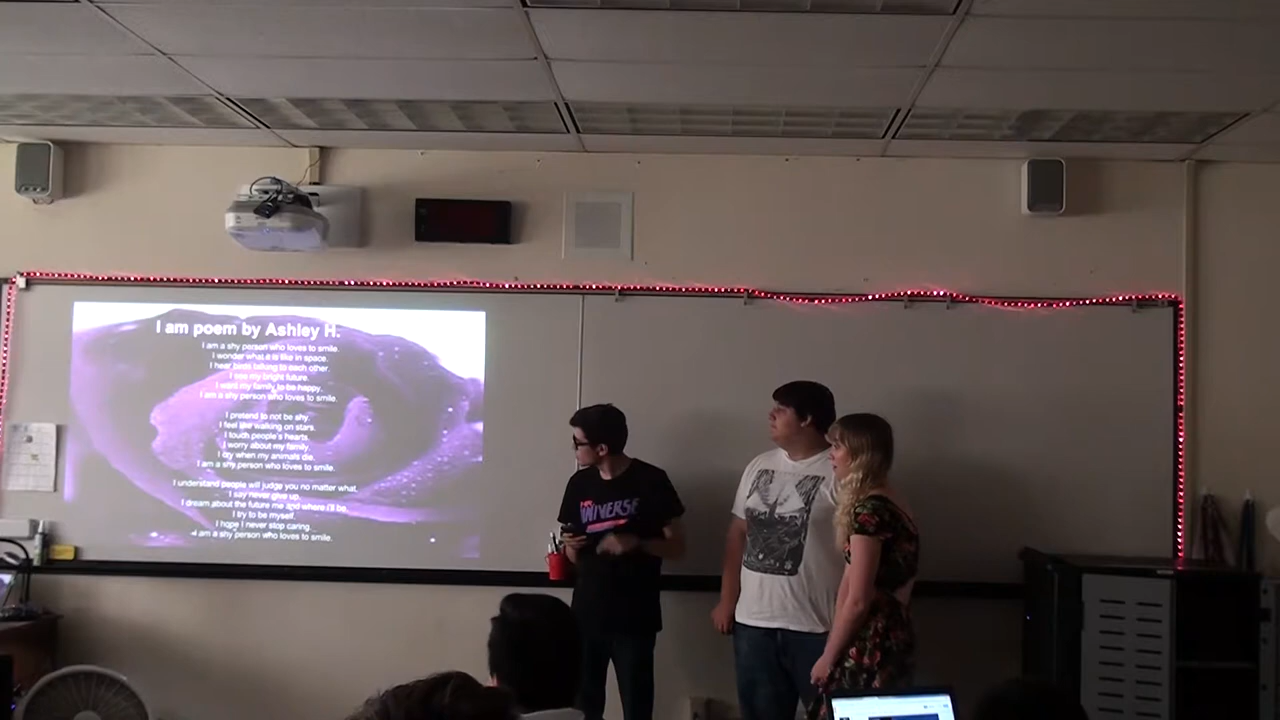 I am poem by Ashley H.
I am a shy person who loves to smile.
I wonder what it is like in space.
I hear birds talking to each other.
I see my bright future.
I want my family to be happy.
I am a shy person who loves to smile.
I pretend to not be shy.
I feel like walking on stars.
I touch people's hearts.
I worry about my family.
I cry when my animals die.
I am a shy person who loves to smile.
I understand people will judge you no matter what.
I say never give up.
I dream about the future me and where i'll be.
I try to be myself.
I hope I never stop caring.
I am a shy person who loves to smile.
UNIVERSE